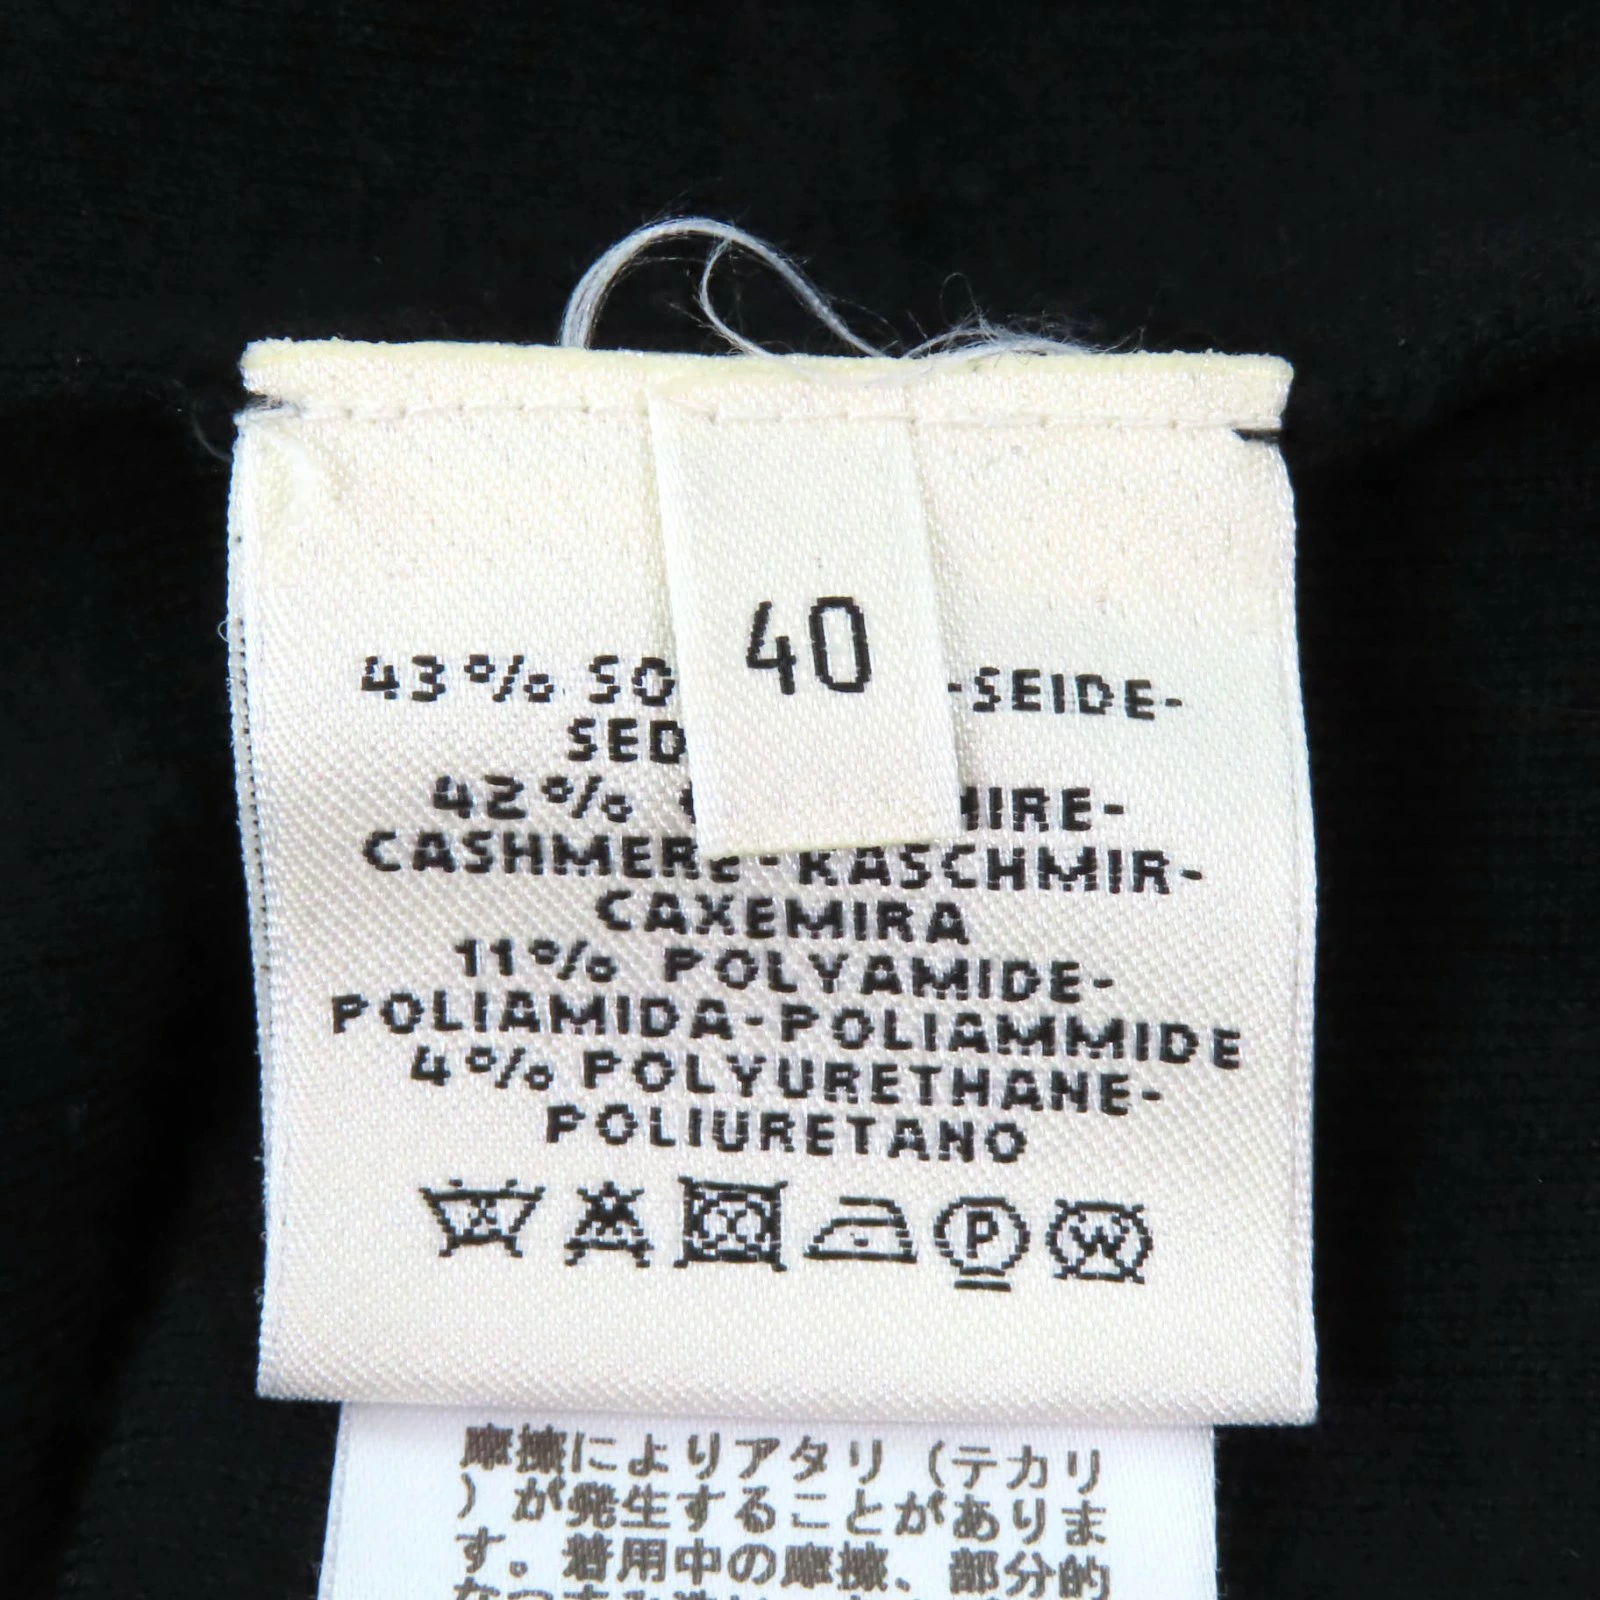 40
43% SO -SEIDE-
SED
42% HIRE-
CASHMERE-KASCHMIR-
CAXEMIRA
11% POLYAMIDE-
POLIAMIDA-POLIAMMIDE
4% POLYURETHANE-
POLIURETANO
P W
摩擦によりアタリ（テカリ
）が発生することがありま
す。着用中の摩擦、部分的